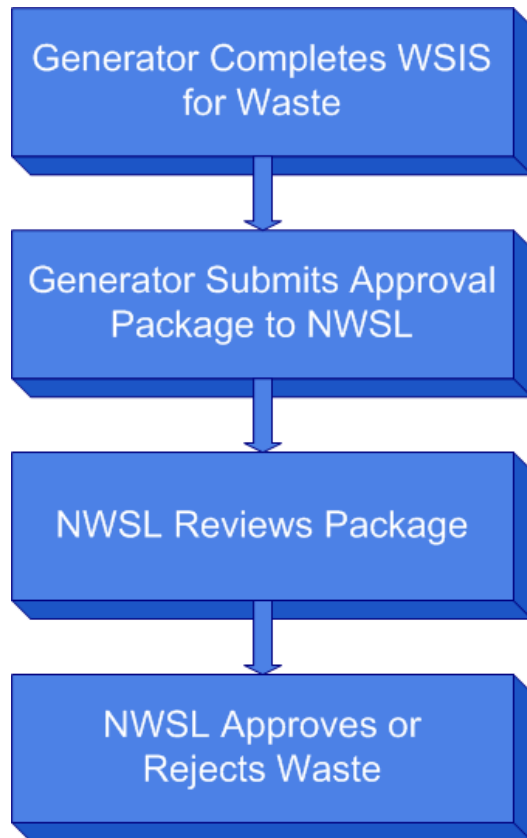 Generator Completes WSIS
for Waste
Generator Submits Approval
Package to NWSL
NWSL Reviews Package
NWSL Approves or
Rejects Waste